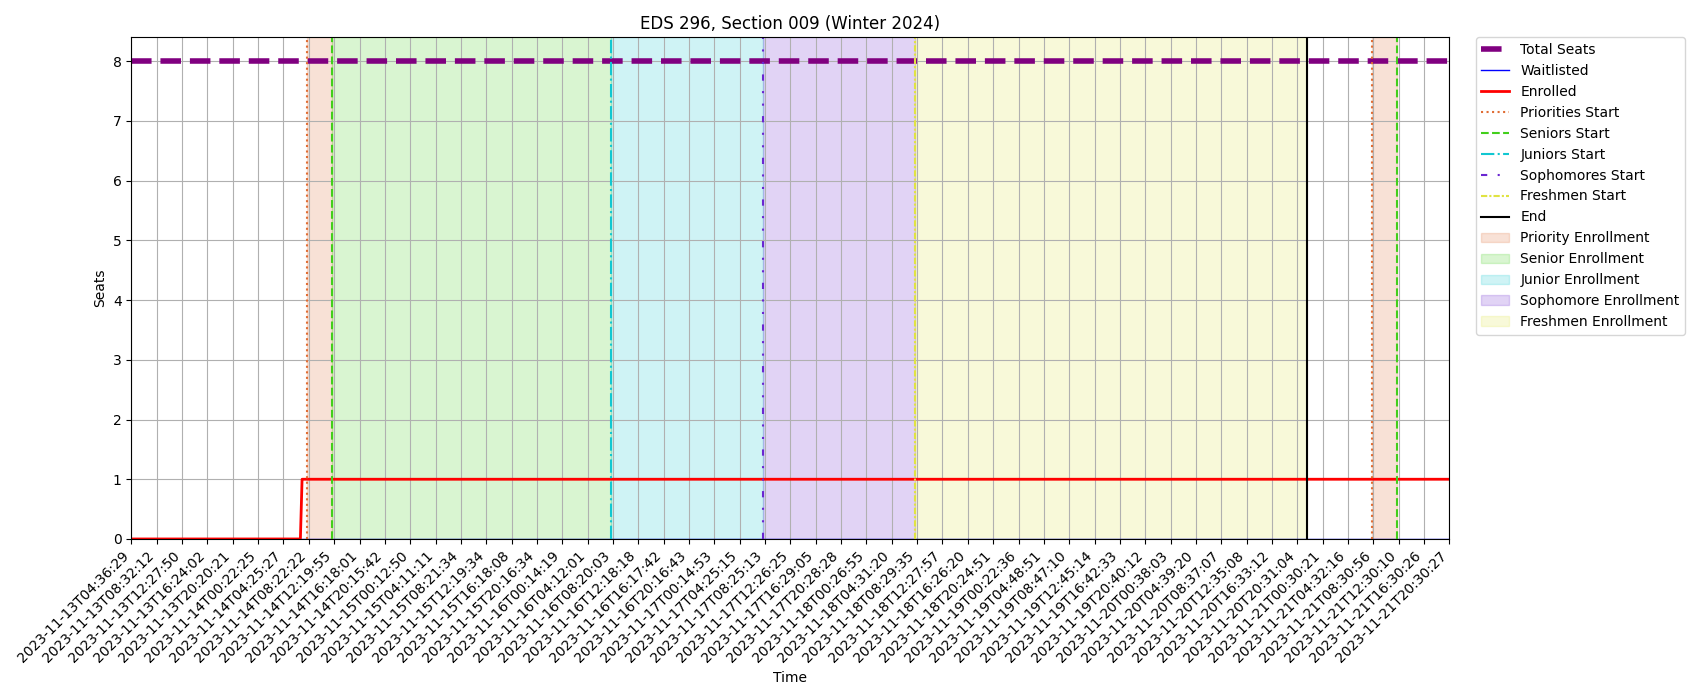 EDS 296, Section 009 (Winter 2024)
Seats
8
7
6
5
4
3
2
1
0
2023-11-13T04:36:29
2023-11-13T08:32:12
2023-11-13T12:27:50
2023-11-13T16:24:02
2023-11-13T20:20:21
2023-11-14T00:22:25
2023-11-14T04:25:27
2023-11-14T08:22:22
2023-11-14T12:19:55
2023-11-14T16:18:01
2023-11-14T20:15:42
2023-11-15T00:12:50
2023-11-15T04:11:11
2023-11-15T08:21:34
2023-11-15T12:19:34
2023-11-15T16:18:08
2023-11-15T20:16:34
2023-11-16T00:14:19
2023-11-16T04:12:01
2023-11-16T08:20:03
2023-11-16T12:18:18
2023-11-16T16:17:42
2023-11-16T20:16:43
2023-11-17T00:14:53
2023-11-17T04:25:15
2023-11-17T08:25:13
2023-11-17T12:26:25
2023-11-17T16:29:05
2023-11-17T20:28:28
2023-11-18T00:26:55
2023-11-18T04:31:20
2023-11-18T08:29:35
2023-11-18T12:27:57
2023-11-18T16:26:20
2023-11-18T20:24:51
2023-11-19T00:22:36
2023-11-19T04:48:51
2023-11-19T08:47:10
2023-11-19T12:45:14
2023-11-19T16:42:33
2023-11-19T20:40:12
2023-11-20T00:38:03
2023-11-20T04:39:20
2023-11-20T08:37:07
2023-11-20T12:35:08
2023-11-20T16:33:12
2023-11-20T20:31:04
2023-11-21T00:30:21
2023-11-21T04:32:16
2023-11-21T08:30:56
2023-11-21T12:30:10
2023-11-21T16:30:26
2023-11-21T20:30:27
Time
Total Seats
Waitlisted
Enrolled
Priorities Start
Seniors Start
Juniors Start
Sophomores Start
Freshmen Start
End
Priority Enrollment
Senior Enrollment
Junior Enrollment
Sophomore Enrollment
Freshmen Enrollment